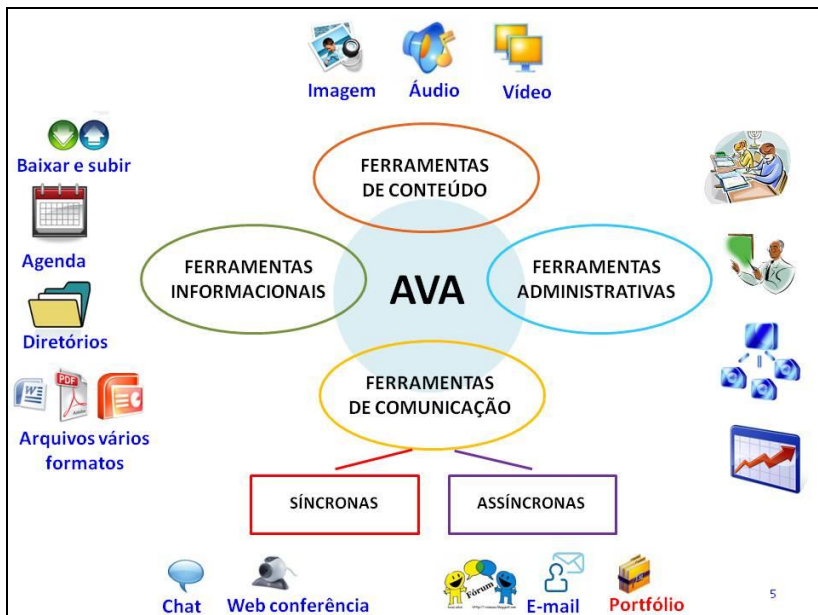 Imagem
Áudio
Vídeo
Baixar e subir
FERRAMENTAS
DE CONTEÚDO
Agenda
FERRAMENTAS
INFORMACIONAIS
AVA
FERRAMENTAS
ADMINISTRATIVAS
Diretórios
FERRAMENTAS
DE COMUNICAÇÃO
W
PDF
Arquivos vários
formatos
SÍNCRONAS
ASSÍNCRONAS
Fórum
Chat
Web conferência
E-mail
Portfólio
5